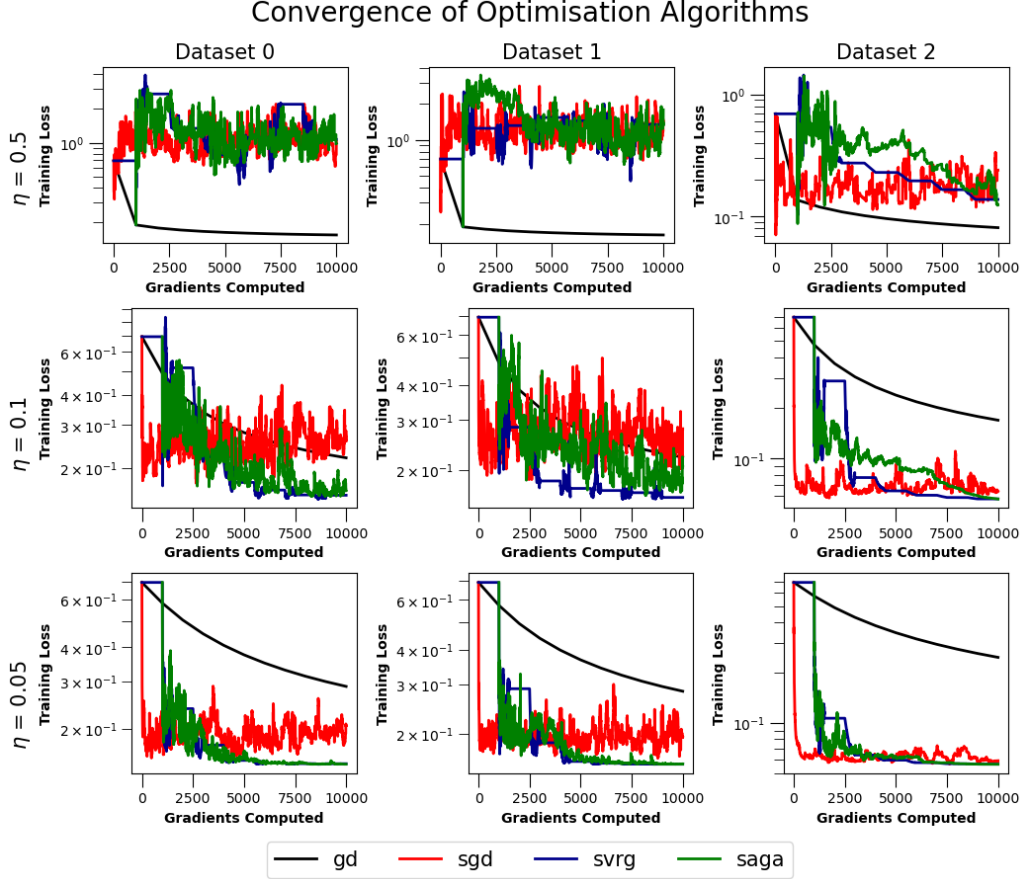 Convergence of Optimisation Algorithms
Dataset 0
Dataset 1
Dataset 2
η = 0.5
Training Loss
10⁰
0 2500 5000 7500 10000
Gradients Computed
Training Loss
10⁰
0 2500 5000 7500 10000
Gradients Computed
Training Loss
10⁰
10⁻¹
0 2500 5000 7500 10000
Gradients Computed
η = 0.1
Training Loss
6 × 10⁻¹
4 × 10⁻¹
3 × 10⁻¹
2 × 10⁻¹
0 2500 5000 7500 10000
Gradients Computed
Training Loss
6 × 10⁻¹
4 × 10⁻¹
3 × 10⁻¹
2 × 10⁻¹
0 2500 5000 7500 10000
Gradients Computed
Training Loss
10⁻¹
0 2500 5000 7500 10000
Gradients Computed
η = 0.05
Training Loss
6 × 10⁻¹
4 × 10⁻¹
3 × 10⁻¹
2 × 10⁻¹
0 2500 5000 7500 10000
Gradients Computed
Training Loss
6 × 10⁻¹
4 × 10⁻¹
3 × 10⁻¹
2 × 10⁻¹
0 2500 5000 7500 10000
Gradients Computed
Training Loss
10⁻¹
0 2500 5000 7500 10000
Gradients Computed
gd sgd svrg saga